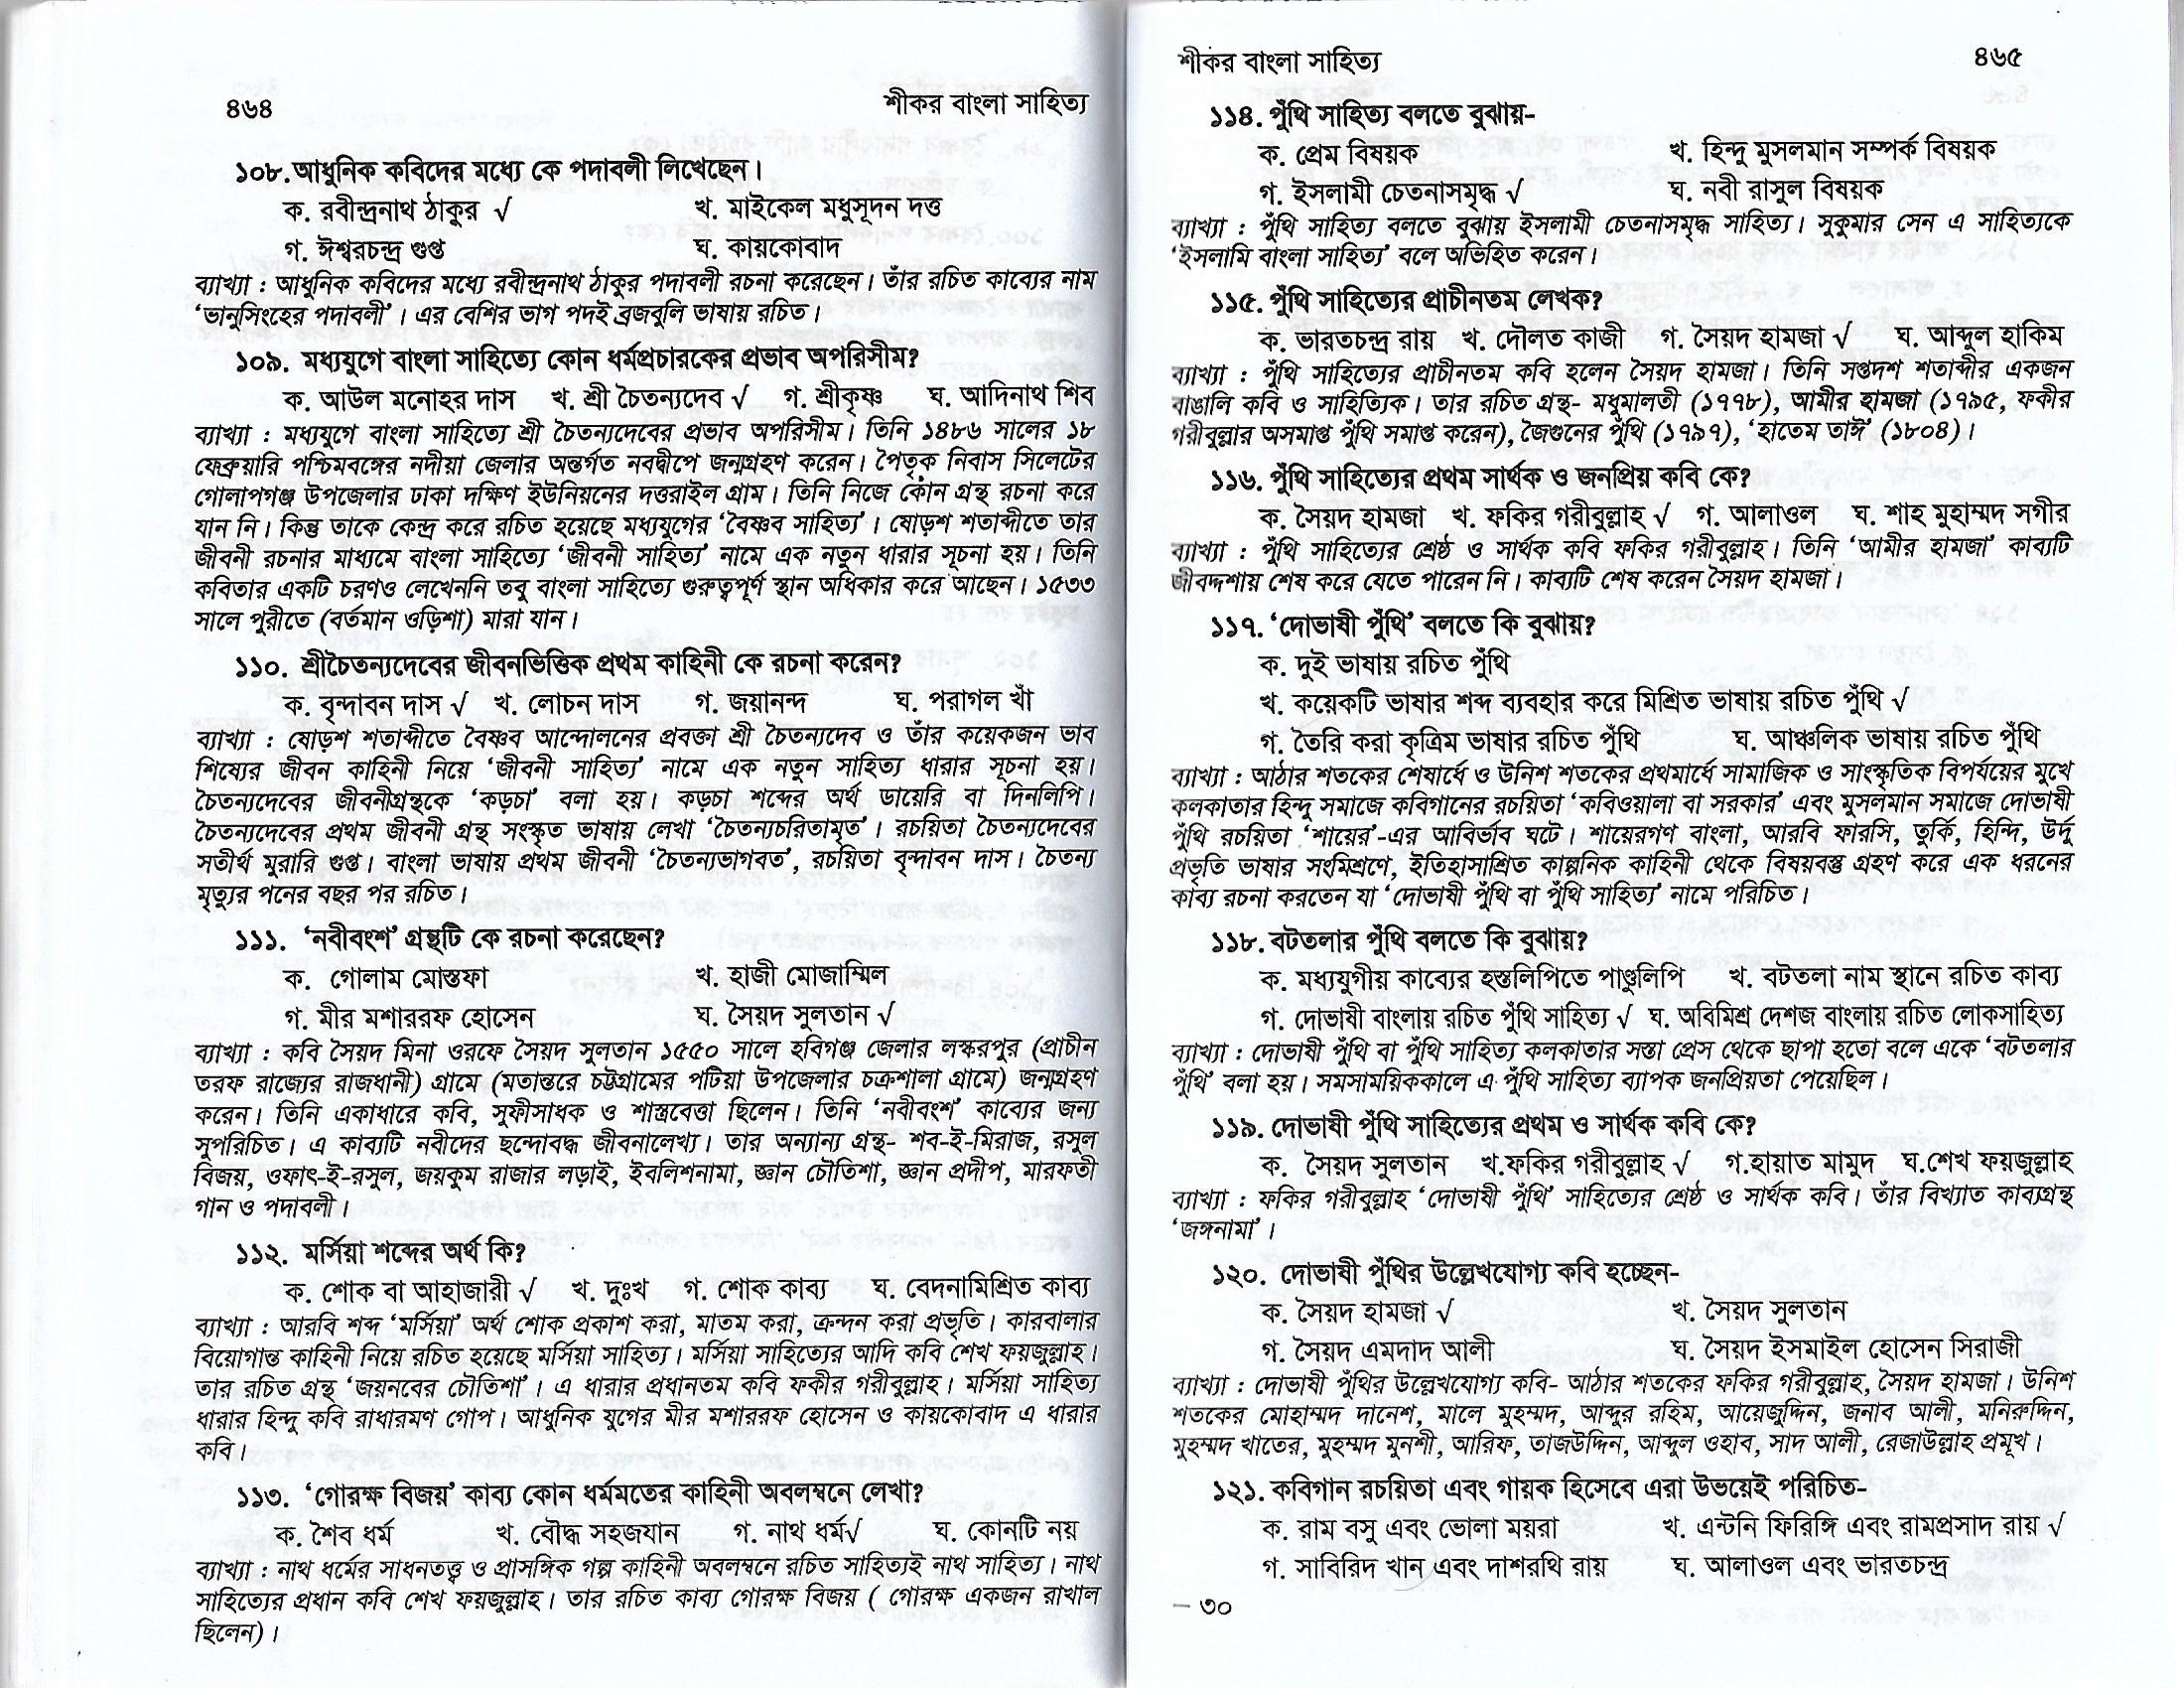 ৪৬৪
শীকর বাংলা সাহিত্য
১০৮. আধুনিক কবিদের মধ্যে কে পদাবলী লিখেছেন।
ক. রবীন্দ্রনাথ ঠাকুর √ খ. মাইকেল মধুসূদন দত্ত
গ. ঈশ্বরচন্দ্র গুপ্ত ঘ. কায়কোবাদ
ব্যাখ্যা : আধুনিক কবিদের মধ্যে রবীন্দ্রনাথ ঠাকুর পদাবলী রচনা করেছেন। তাঁর রচিত কাব্যের নাম
‘ভানুসিংহের পদাবলী’। এর বেশির ভাগ পদই ব্রজবুলি ভাষায় রচিত।
১০৯. মধ্যযুগে বাংলা সাহিত্যে কোন ধর্মপ্রচারকের প্রভাব অপরিসীম?
ক. আউল মনোহর দাস খ. শ্রী চৈতন্যদেব √ গ. শ্রীকৃষ্ণ ঘ. আদিনাথ শিব
ব্যাখ্যা : মধ্যযুগে বাংলা সাহিত্যে শ্রী চৈতন্যদেবের প্রভাব অপরিসীম। তিনি ১৪৮৬ সালের ১৮
ফেব্রুয়ারি পশ্চিমবঙ্গের নদীয়া জেলার অন্তর্গত নবদ্বীপে জন্মগ্রহণ করেন। পৈতৃক নিবাস সিলেটের
গোলাপগঞ্জ উপজেলার ঢাকা দক্ষিণ ইউনিয়নের দত্তরাইল গ্রাম। তিনি নিজে কোন গ্রন্থ রচনা করে
যান নি। কিন্তু তাকে কেন্দ্র করে রচিত হয়েছে মধ্যযুগের ‘বৈষ্ণব সাহিত্য’। ষোড়শ শতাব্দীতে তার
জীবনী রচনার মাধ্যমে বাংলা সাহিত্যে ‘জীবনী সাহিত্য’ নামে এক নতুন ধারার সূচনা হয়। তিনি
কবিতার একটি চরণও লেখেননি তবু বাংলা সাহিত্যে গুরুত্বপূর্ণ স্থান অধিকার করে আছেন। ১৫৩৩
সালে পুরীতে (বর্তমান ওড়িশা) মারা যান।
১১০. শ্রীচৈতন্যদেবের জীবনভিত্তিক প্রথম কাহিনী কে রচনা করেন?
ক. বৃন্দাবন দাস √ খ. লোচন দাস গ. জয়ানন্দ ঘ. পরাগল খাঁ
ব্যাখ্যা : ষোড়শ শতাব্দীতে বৈষ্ণব আন্দোলনের প্রবক্তা শ্রী চৈতন্যদেব ও তাঁর কয়েকজন ভাব
শিষ্যের জীবন কাহিনী নিয়ে ‘জীবনী সাহিত্য’ নামে এক নতুন সাহিত্য ধারার সূচনা হয়।
চৈতন্যদেবের জীবনীগ্রন্থকে ‘কড়চা’ বলা হয়। কড়চা শব্দের অর্থ ডায়েরি বা দিনলিপি।
চৈতন্যদেবের প্রথম জীবনী গ্রন্থ সংস্কৃত ভাষায় লেখা ‘চৈতন্যচরিতামৃত’। রচয়িতা চৈতন্যদেবের
সতীর্থ মুরারি গুপ্ত। বাংলা ভাষায় প্রথম জীবনী ‘চৈতন্যভাগবত’, রচয়িতা বৃন্দাবন দাস। চৈতন্য
মৃত্যুর পনের বছর পর রচিত।
১১১. ‘নবীবংশ’ গ্রন্থটি কে রচনা করেছেন?
ক. গোলাম মোস্তফা খ. হাজী মোজাম্মিল
গ. মীর মশাররফ হোসেন ঘ. সৈয়দ সুলতান √
ব্যাখ্যা : কবি সৈয়দ মিনা ওরফে সৈয়দ সুলতান ১৫৫০ সালে হবিগঞ্জ জেলার লস্করপুর (প্রাচীন
তরফ রাজ্যের রাজধানী) গ্রামে (মতান্তরে চট্টগ্রামের পটিয়া উপজেলার চক্রশালা গ্রামে) জন্মগ্রহণ
করেন। তিনি একাধারে কবি, সুফীসাধক ও শাস্ত্রবেত্তা ছিলেন। তিনি ‘নবীবংশ’ কাব্যের জন্য
সুপরিচিত। এ কাব্যটি নবীদের ছন্দোবদ্ধ জীবনালেখ্য। তার অন্যান্য গ্রন্থ- শব-ই-মিরাজ, রসুল
বিজয়, ওফাৎ-ই-রসুল, জয়কুম রাজার লড়াই, ইবলিশনামা, জ্ঞান চৌতিশা, জ্ঞান প্রদীপ, মারফতী
গান ও পদাবলী।
১১২. মর্সিয়া শব্দের অর্থ কি?
ক. শোক বা আহাজারী √ খ. দুঃখ গ. শোক কাব্য ঘ. বেদনামিশ্রিত কাব্য
ব্যাখ্যা : আরবি শব্দ ‘মর্সিয়া’ অর্থ শোক প্রকাশ করা, মাতম করা, ক্রন্দন করা প্রভৃতি। কারবালার
বিয়োগান্ত কাহিনী নিয়ে রচিত হয়েছে মর্সিয়া সাহিত্য। মর্সিয়া সাহিত্যের আদি কবি শেখ ফয়জুল্লাহ।
তার রচিত গ্রন্থ ‘জয়নবের চৌতিশা’। এ ধারার প্রধানতম কবি ফকীর গরীবুল্লাহ। মর্সিয়া সাহিত্য
ধারার হিন্দু কবি রাধারমণ গোপ। আধুনিক যুগের মীর মশাররফ হোসেন ও কায়কোবাদ এ ধারার
কবি।
১১৩. ‘গোরক্ষ বিজয়’ কাব্য কোন ধর্মমতের কাহিনী অবলম্বনে লেখা?
ক. শৈব ধর্ম খ. বৌদ্ধ সহজযান গ. নাথ ধর্ম√ ঘ. কোনটি নয়
ব্যাখ্যা : নাথ ধর্মের সাধনতত্ত্ব ও প্রাসঙ্গিক গল্প কাহিনী অবলম্বনে রচিত সাহিত্যই নাথ সাহিত্য। নাথ
সাহিত্যের প্রধান কবি শেখ ফয়জুল্লাহ। তার রচিত কাব্য গোরক্ষ বিজয় ( গোরক্ষ একজন রাখাল
ছিলেন)।
শীকর বাংলা সাহিত্য
৪৬৫
১১৪. পুঁথি সাহিত্য বলতে বুঝায়-
ক. প্রেম বিষয়ক খ. হিন্দু মুসলমান সম্পর্ক বিষয়ক
গ. ইসলামী চেতনাসমৃদ্ধ √ ঘ. নবী রাসুল বিষয়ক
ব্যাখ্যা : পুঁথি সাহিত্য বলতে বুঝায় ইসলামী চেতনাসমৃদ্ধ সাহিত্য। সুকুমার সেন এ সাহিত্যকে
‘ইসলামি বাংলা সাহিত্য’ বলে অভিহিত করেন।
১১৫. পুঁথি সাহিত্যের প্রাচীনতম লেখক?
ক. ভারতচন্দ্র রায় খ. দৌলত কাজী গ. সৈয়দ হামজা √ ঘ. আব্দুল হাকিম
ব্যাখ্যা : পুঁথি সাহিত্যের প্রাচীনতম কবি হলেন সৈয়দ হামজা। তিনি সপ্তদশ শতাব্দীর একজন
বাঙালি কবি ও সাহিত্যিক। তার রচিত গ্রন্থ- মধুমালতী (১৭৭৮), আমীর হামজা (১৭৯৫, ফকীর
গরীবুল্লার অসমাপ্ত পুঁথি সমাপ্ত করেন), জৈগুনের পুঁথি (১৭৯৭), ‘হাতেম তাঈ’ (১৮০৪)।
১১৬. পুঁথি সাহিত্যের প্রথম সার্থক ও জনপ্রিয় কবি কে?
ক. সৈয়দ হামজা খ. ফকির গরীবুল্লাহ √ গ. আলাওল ঘ. শাহ মুহাম্মদ সগীর
ব্যাখ্যা : পুঁথি সাহিত্যের শ্রেষ্ঠ ও সার্থক কবি ফকির গরীবুল্লাহ। তিনি ‘আমীর হামজা’ কাব্যটি
জীবদ্দশায় শেষ করে যেতে পারেন নি। কাব্যটি শেষ করেন সৈয়দ হামজা।
১১৭. ‘দোভাষী পুঁথি’ বলতে কি বুঝায়?
ক. দুই ভাষায় রচিত পুঁথি
খ. কয়েকটি ভাষার শব্দ ব্যবহার করে মিশ্রিত ভাষায় রচিত পুঁথি √
গ. তৈরি করা কৃত্রিম ভাষার রচিত পুঁথি ঘ. আঞ্চলিক ভাষায় রচিত পুঁথি
ব্যাখ্যা : আঠার শতকের শেষার্ধে ও উনিশ শতকের প্রথমার্ধে সামাজিক ও সাংস্কৃতিক বিপর্যয়ের মুখে
কলকাতার হিন্দু সমাজে কবিগানের রচয়িতা ‘কবিওয়ালা বা সরকার’ এবং মুসলমান সমাজে দোভাষী
পুঁথি রচয়িতা ‘শায়ের’-এর আবির্ভাব ঘটে। শায়েরগণ বাংলা, আরবি ফারসি, তুর্কি, হিন্দি, উর্দু
প্রভৃতি ভাষার সংমিশ্রণে, ইতিহাসাশ্রিত কাল্পনিক কাহিনী থেকে বিষয়বস্তু গ্রহণ করে এক ধরনের
কাব্য রচনা করতেন যা ‘দোভাষী পুঁথি বা পুঁথি সাহিত্য’ নামে পরিচিত।
১১৮. বটতলার পুঁথি বলতে কি বুঝায়?
ক. মধ্যযুগীয় কাব্যের হস্তলিপিতে পাণ্ডুলিপি খ. বটতলা নাম স্থানে রচিত কাব্য
গ. দোভাষী বাংলায় রচিত পুঁথি সাহিত্য √ ঘ. অবিমিশ্র দেশজ বাংলায় রচিত লোকসাহিত্য
ব্যাখ্যা : দোভাষী পুঁথি বা পুঁথি সাহিত্য কলকাতার সস্তা প্রেস থেকে ছাপা হতো বলে একে ‘বটতলার
পুঁথি’ বলা হয়। সমসাময়িককালে এ পুঁথি সাহিত্য ব্যাপক জনপ্রিয়তা পেয়েছিল।
১১৯. দোভাষী পুঁথি সাহিত্যের প্রথম ও সার্থক কবি কে?
ক. সৈয়দ সুলতান খ.ফকির গরীবুল্লাহ √ গ.হায়াত মামুদ ঘ.শেখ ফয়জুল্লাহ
ব্যাখ্যা : ফকির গরীবুল্লাহ ‘দোভাষী পুঁথি’ সাহিত্যের শ্রেষ্ঠ ও সার্থক কবি। তাঁর বিখ্যাত কাব্যগ্রন্থ
‘জঙ্গনামা’।
১২০. দোভাষী পুঁথির উল্লেখযোগ্য কবি হচ্ছেন-
ক. সৈয়দ হামজা √ খ. সৈয়দ সুলতান
গ. সৈয়দ এমদাদ আলী ঘ. সৈয়দ ইসমাইল হোসেন সিরাজী
ব্যাখ্যা : দোভাষী পুঁথির উল্লেখযোগ্য কবি- আঠার শতকের ফকির গরীবুল্লাহ, সৈয়দ হামজা। উনিশ
শতকের মোহাম্মদ দানেশ, মালে মুহম্মদ, আব্দুর রহিম, আয়েজুদ্দিন, জনাব আলী, মনিরুদ্দিন,
মুহম্মদ খাতের, মুহম্মদ মুনশী, আরিফ, তাজউদ্দিন, আব্দুল ওহাব, সাদ আলী, রেজাউল্লাহ প্রমূখ।
১২১. কবিগান রচয়িতা এবং গায়ক হিসেবে এরা উভয়েই পরিচিত-
ক. রাম বসু এবং ভোলা ময়রা খ. এন্টনি ফিরিঙ্গি এবং রামপ্রসাদ রায় √
গ. সাবিরিদ খান এবং দাশরথি রায় ঘ. আলাওল এবং ভারতচন্দ্র
– ৩০